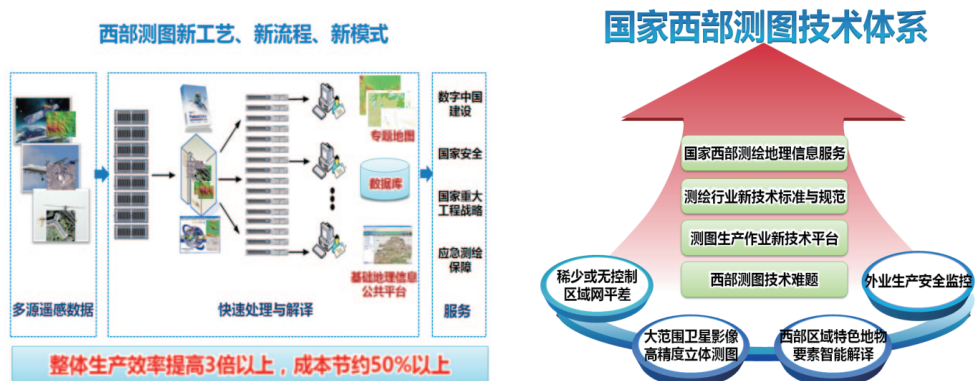 西部测图新工艺、新流程、新模式
专题地图
数据库
基础地理信息
公共平台
数字中国
建设
国家安全
国家重大
工程战略
应急测绘
保障
多源遥感数据
快速处理与解译
服务
整体生产效率提高3倍以上，成本节约50%以上
国家西部测图技术体系
国家西部测绘地理信息服务
测绘行业新技术标准与规范
测图生产作业新技术平台
西部测图技术难题
稀少或无控制
区域网平差
大范围卫星影像
高精度立体测图
西部区域特色地物
要素智能解译
外业生产安全监控